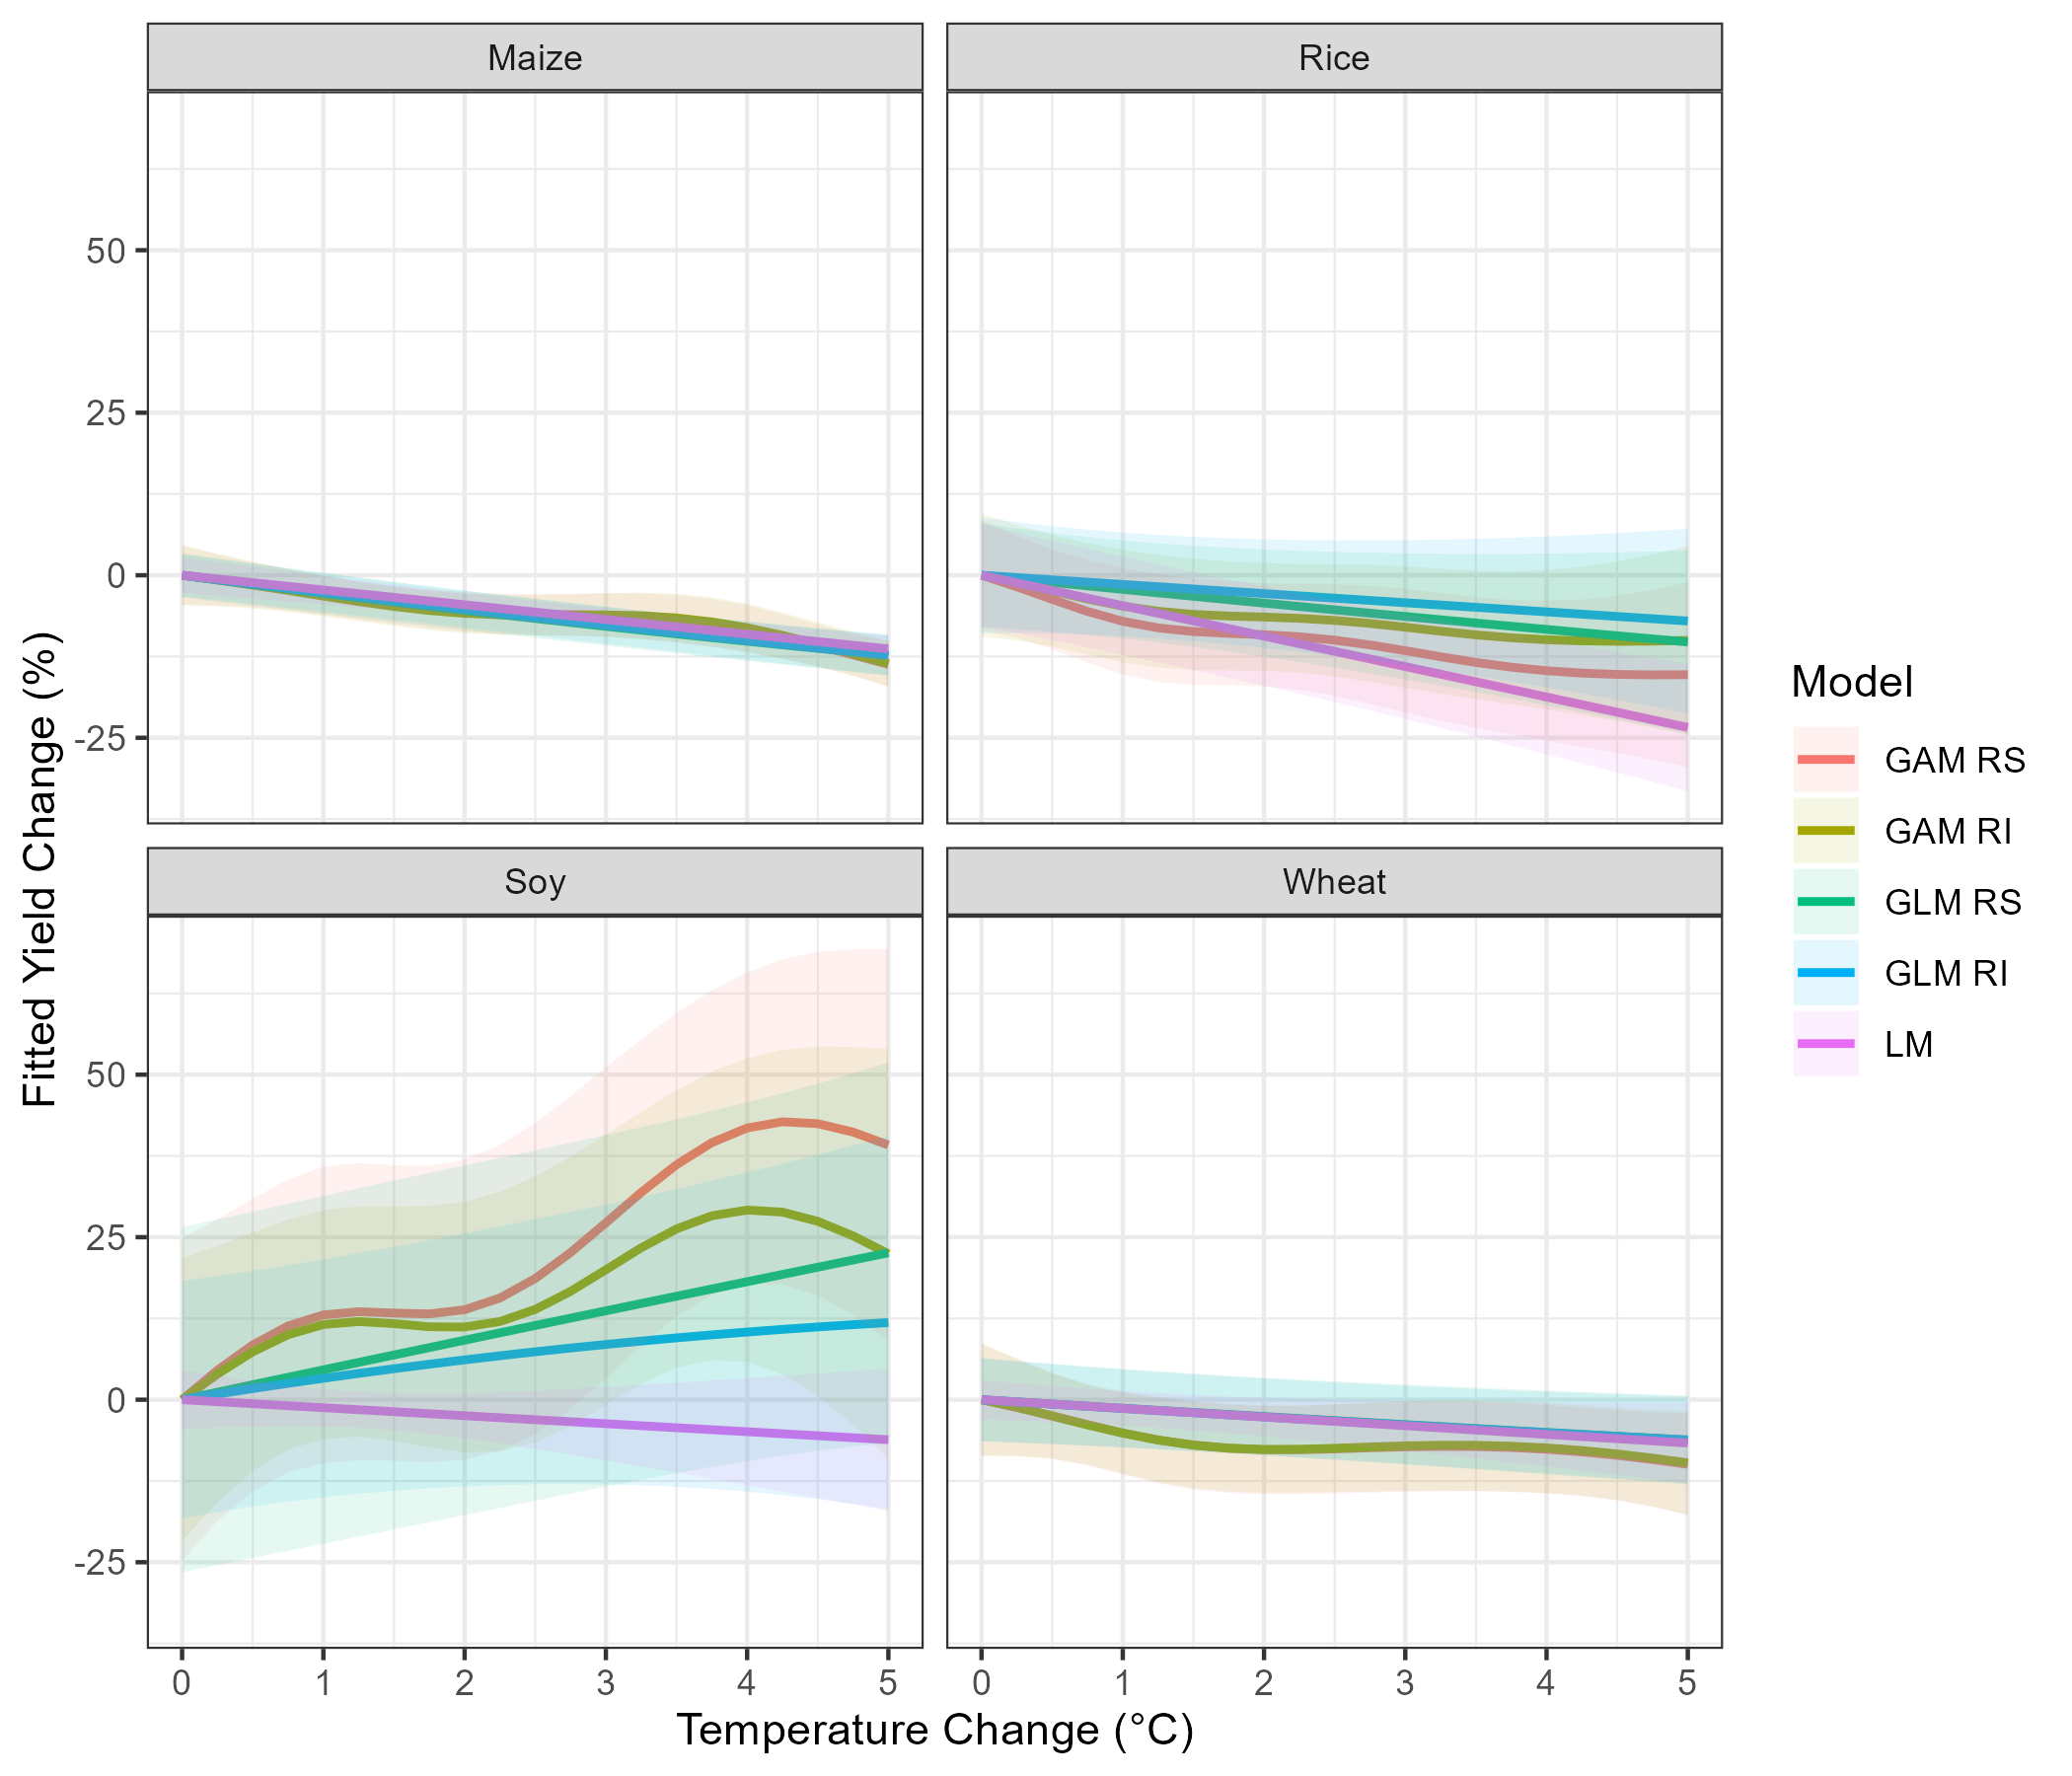 Maize
Rice
50
25
0
-25
Soy
Wheat
50
25
0
-25
0 1 2 3 4 5
0 1 2 3 4 5
Temperature Change (°C)
Fitted Yield Change (%)
Model
GAM RS
GAM RI
GLM RS
GLM RI
LM